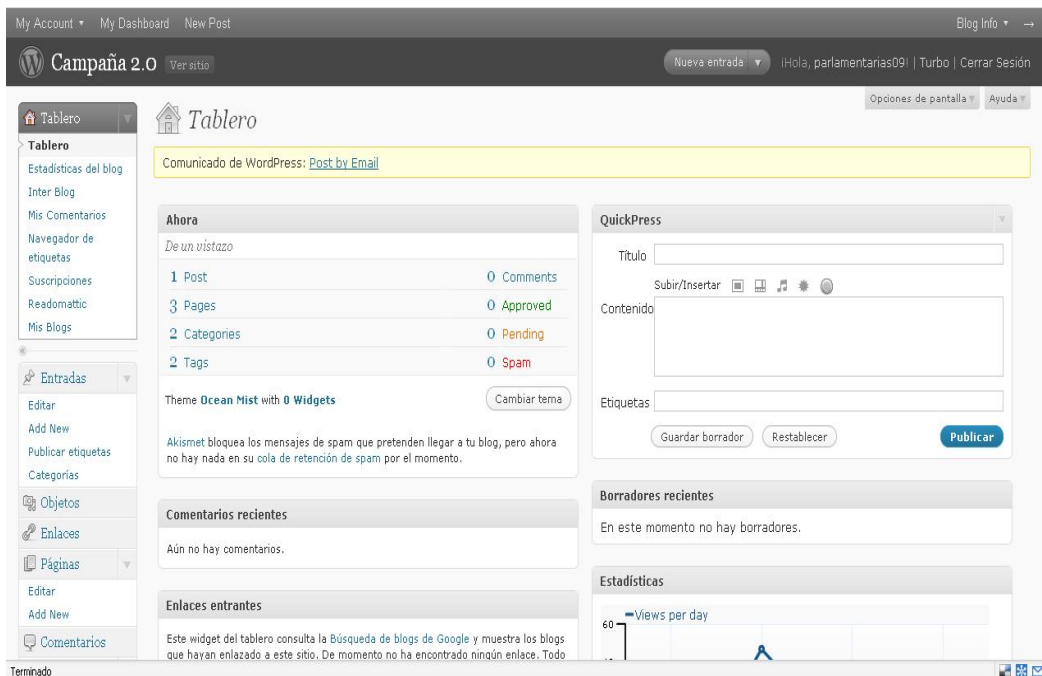 My Account My Dashboard New Post Blog Info →
Campaña 2.0 Ver sitio Nueva entrada ¡Hola, parlamentarias09! | Turbo | Cerrar Sesión
Opciones de pantalla Ayuda
Tablero
Tablero
Estadísticas del blog
Inter Blog
Mis Comentarios
Navegador de
etiquetas
Suscripciones
Readomattic
Mis Blogs
Entradas
Editar
Add New
Publicar etiquetas
Categorías
Objetos
Enlaces
Páginas
Editar
Add New
Comentarios
Tablero
Comunicado de WordPress: Post by Email
Ahora
De un vistazo
1 Post 0 Comments
3 Pages 0 Approved
2 Categories 0 Pending
2 Tags 0 Spam
Theme Ocean Mist with 0 Widgets Cambiar tema
Akismet bloquea los mensajes de spam que pretenden llegar a tu blog, pero ahora
no hay nada en su cola de retención de spam por el momento.
Comentarios recientes
Aún no hay comentarios.
Enlaces entrantes
Este widget del tablero consulta la Búsqueda de blogs de Google y muestra los blogs
que hayan enlazado a este sitio. De momento no ha encontrado ningún enlace. Todo
QuickPress
Título
Subir/Insertar
Contenido
Etiquetas
Guardar borrador Restablecer Publicar
Borradores recientes
En este momento no hay borradores.
Estadísticas
Views per day
60
Terminado